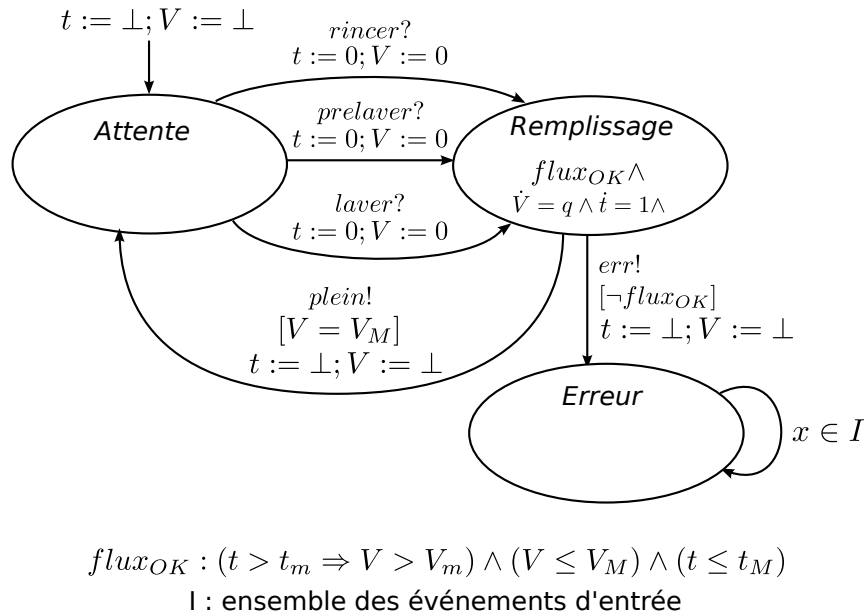 t := ⊥; V := ⊥
rincer?
t := 0; V := 0
Attente
prelaver?
t := 0; V := 0
Remplissage
flux_OK ∧
V̇ = q ∧ ṫ = 1∧
laver?
t := 0; V := 0
plein!
[V = V_M]
t := ⊥; V := ⊥
err!
[¬flux_OK]
t := ⊥; V := ⊥
Erreur
x ∈ I
flux_OK : (t > t_m ⇒ V > V_m) ∧ (V ≤ V_M) ∧ (t ≤ t_M)
I : ensemble des événements d'entrée